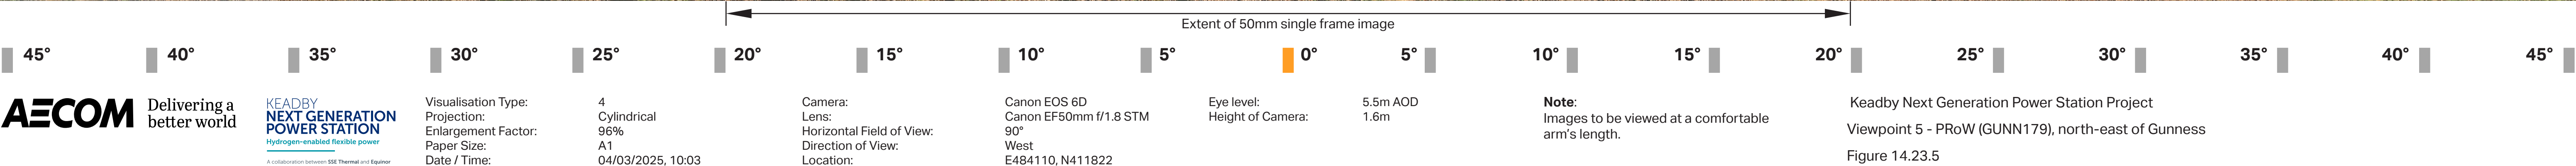 Extent of 50mm single frame image
45° 40° 35° 30° 25° 20° 15° 10° 5° 0° 5° 10° 15° 20° 25° 30° 35° 40° 45°
AECOM
Delivering a
better world
KEADBY
NEXT GENERATION
POWER STATION
Hydrogen-enabled flexible power
A collaboration between SSE Thermal and Equinor
Visualisation Type: 4
Projection: Cylindrical
Enlargement Factor: 96%
Paper Size: A1
Date / Time: 04/03/2025, 10:03
Camera: Canon EOS 6D
Lens: Canon EF50mm f/1.8 STM
Horizontal Field of View: 90°
Direction of View: West
Location: E484110, N411822
Eye level: 5.5m AOD
Height of Camera: 1.6m
Note:
Images to be viewed at a comfortable
arm's length.
Keadby Next Generation Power Station Project
Viewpoint 5 - PRoW (GUNN179), north-east of Gunness
Figure 14.23.5